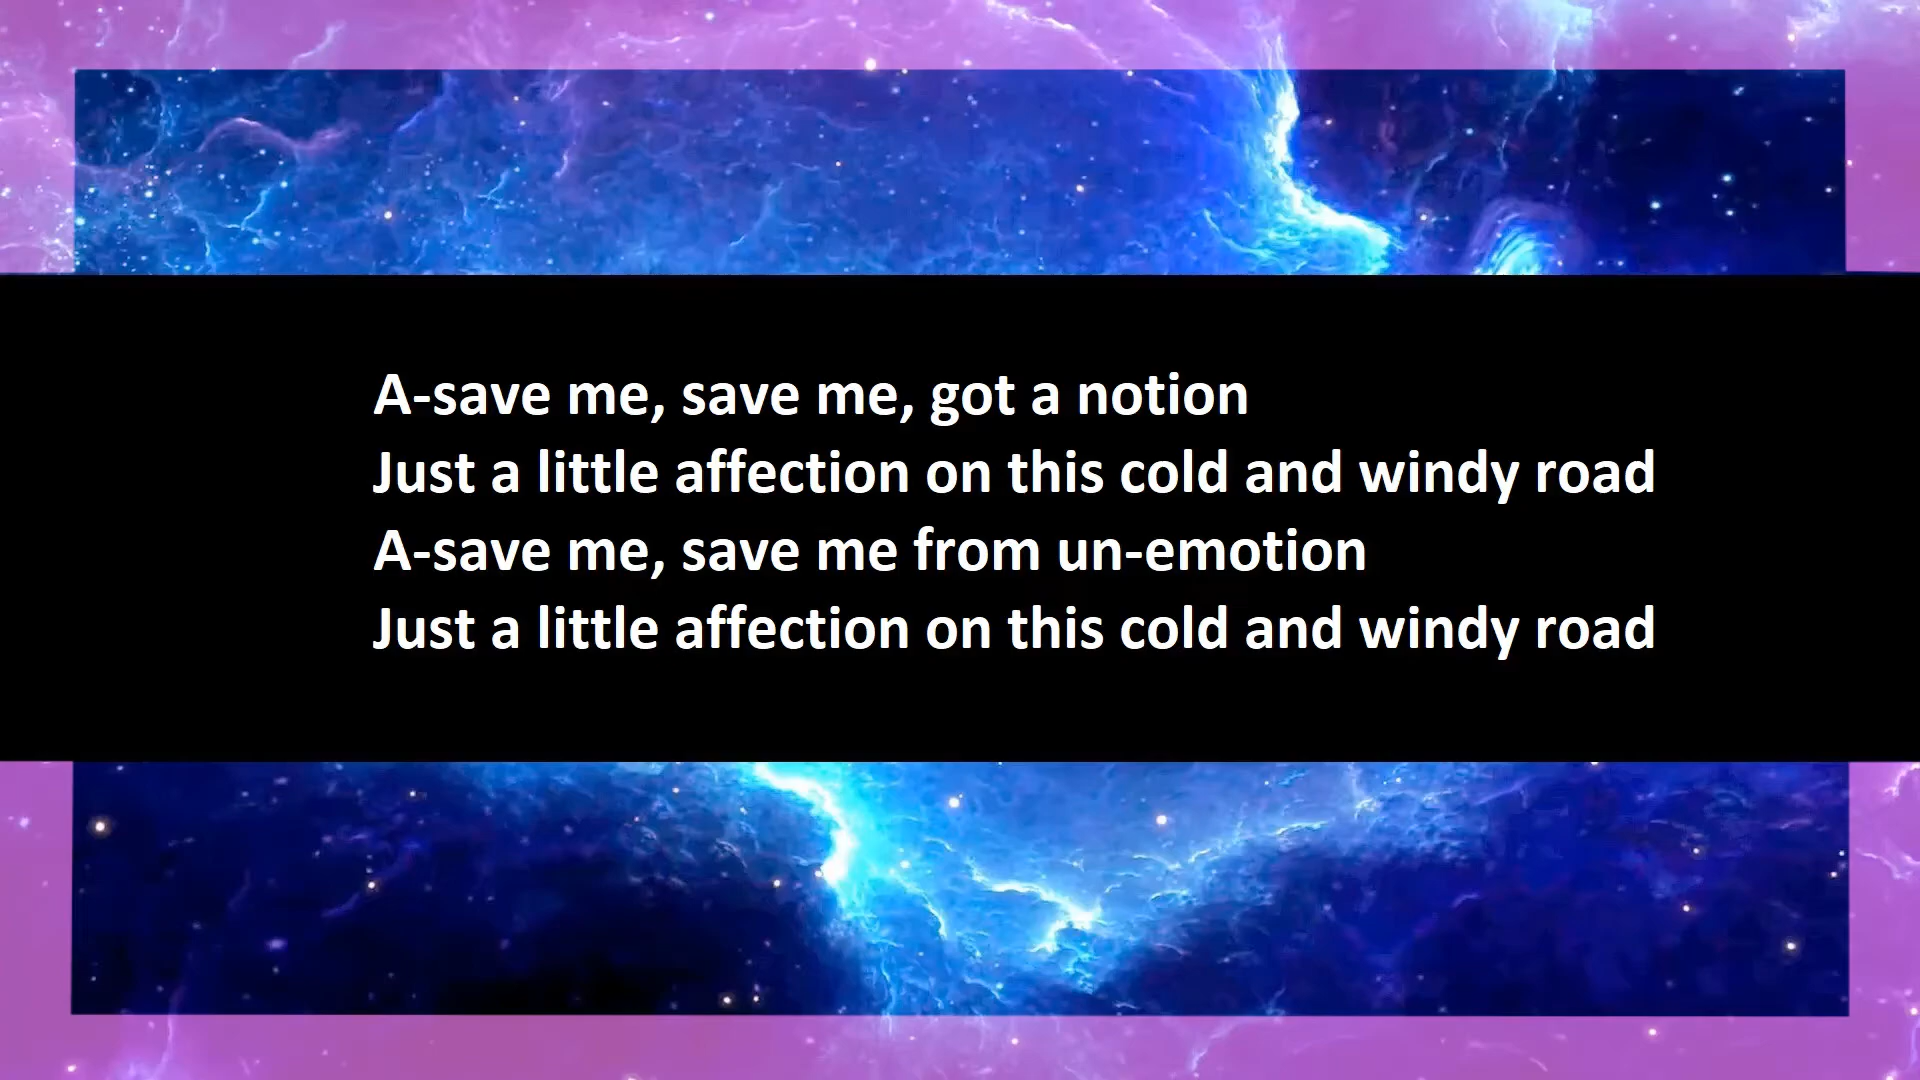 A-save me, save me, got a notion
Just a little affection on this cold and windy road
A-save me, save me from un-emotion
Just a little affection on this cold and windy road